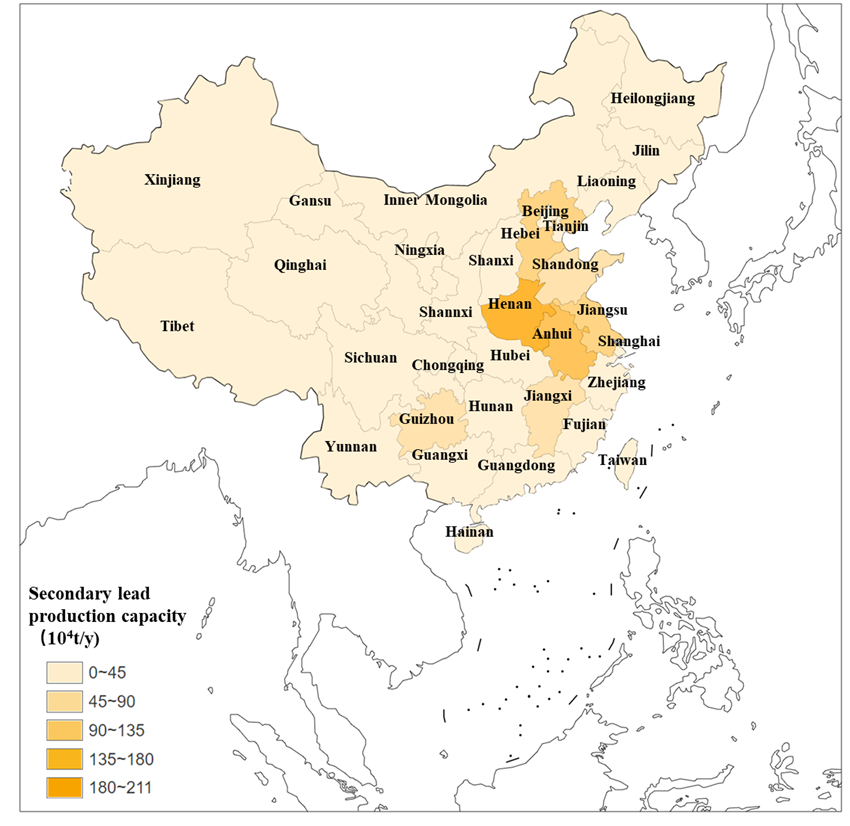 Heilongjiang
Jilin
Liaoning
Xinjiang
Gansu
Inner Mongolia
Beijing
Tianjin
Hebei
Ningxia
Shanxi
Shandong
Qinghai
Henan
Shannxi
Jiangsu
Tibet
Anhui
Shanghai
Sichuan
Hubei
Chongqing
Zhejiang
Jiangxi
Hunan
Guizhou
Fujian
Yunnan
Guangxi
Guangdong
Taiwan
Hainan
Secondary lead
production capacity
(10⁴t/y)
0~45
45~90
90~135
135~180
180~211